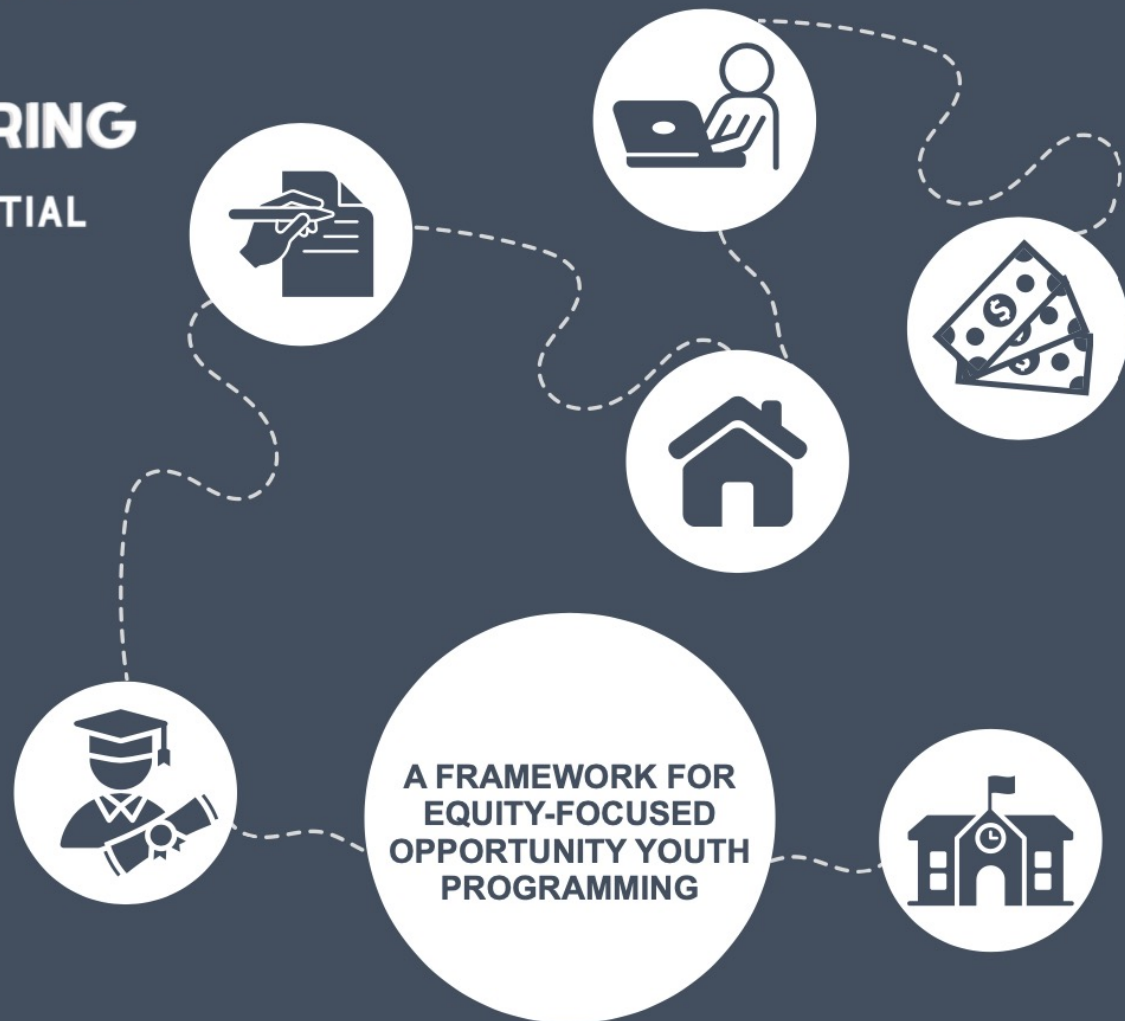 RING
TIAL
A FRAMEWORK FOR
EQUITY-FOCUSED
OPPORTUNITY YOUTH
PROGRAMMING